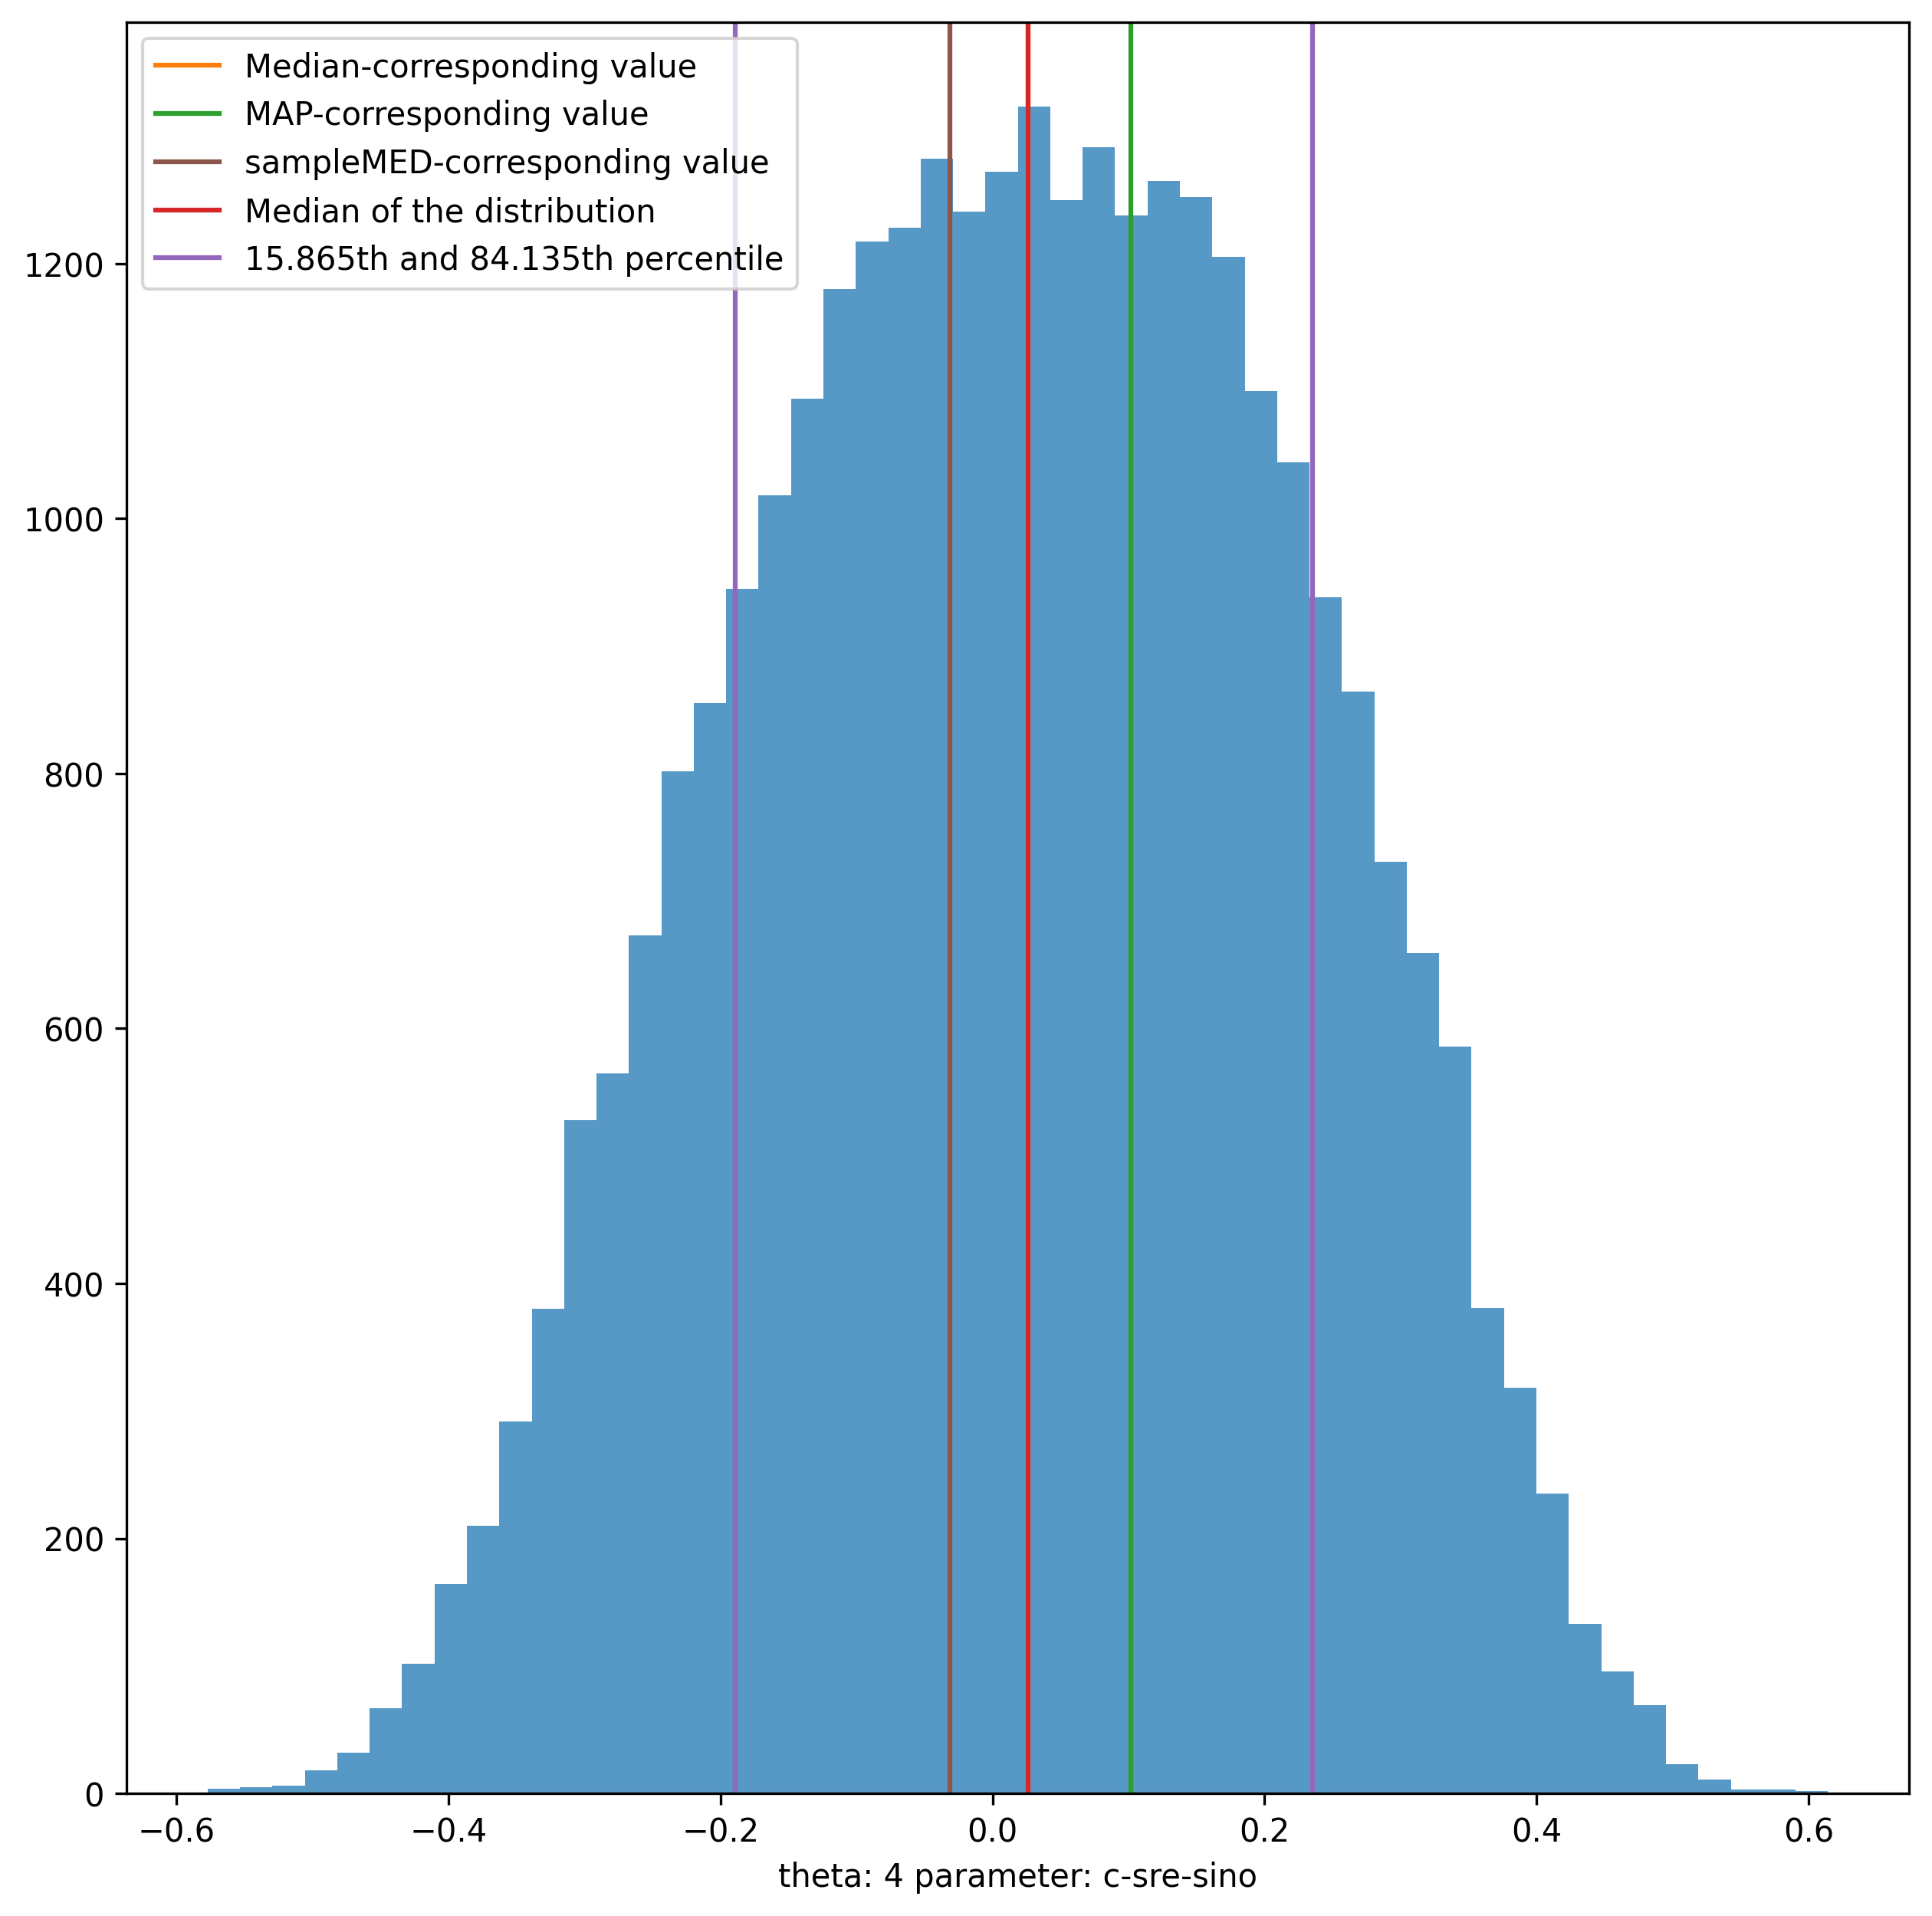 Median-corresponding value
MAP-corresponding value
sampleMED-corresponding value
Median of the distribution
15.865th and 84.135th percentile
1200
1000
800
600
400
200
0
−0.6 −0.4 −0.2 0.0 0.2 0.4 0.6
theta: 4 parameter: c-sre-sino